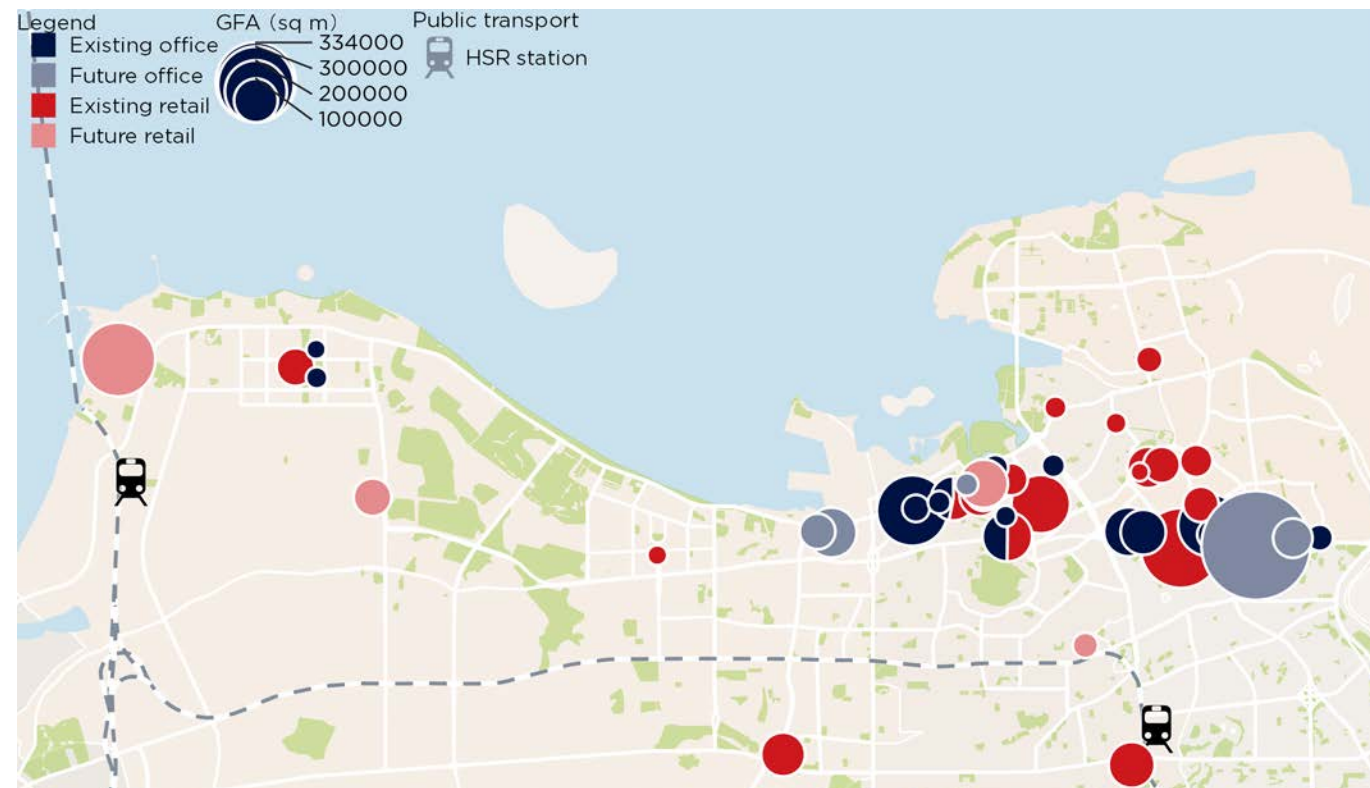 Legend
Existing office
Future office
Existing retail
Future retail
GFA (sq m)
334000
300000
200000
100000
Public transport
HSR station